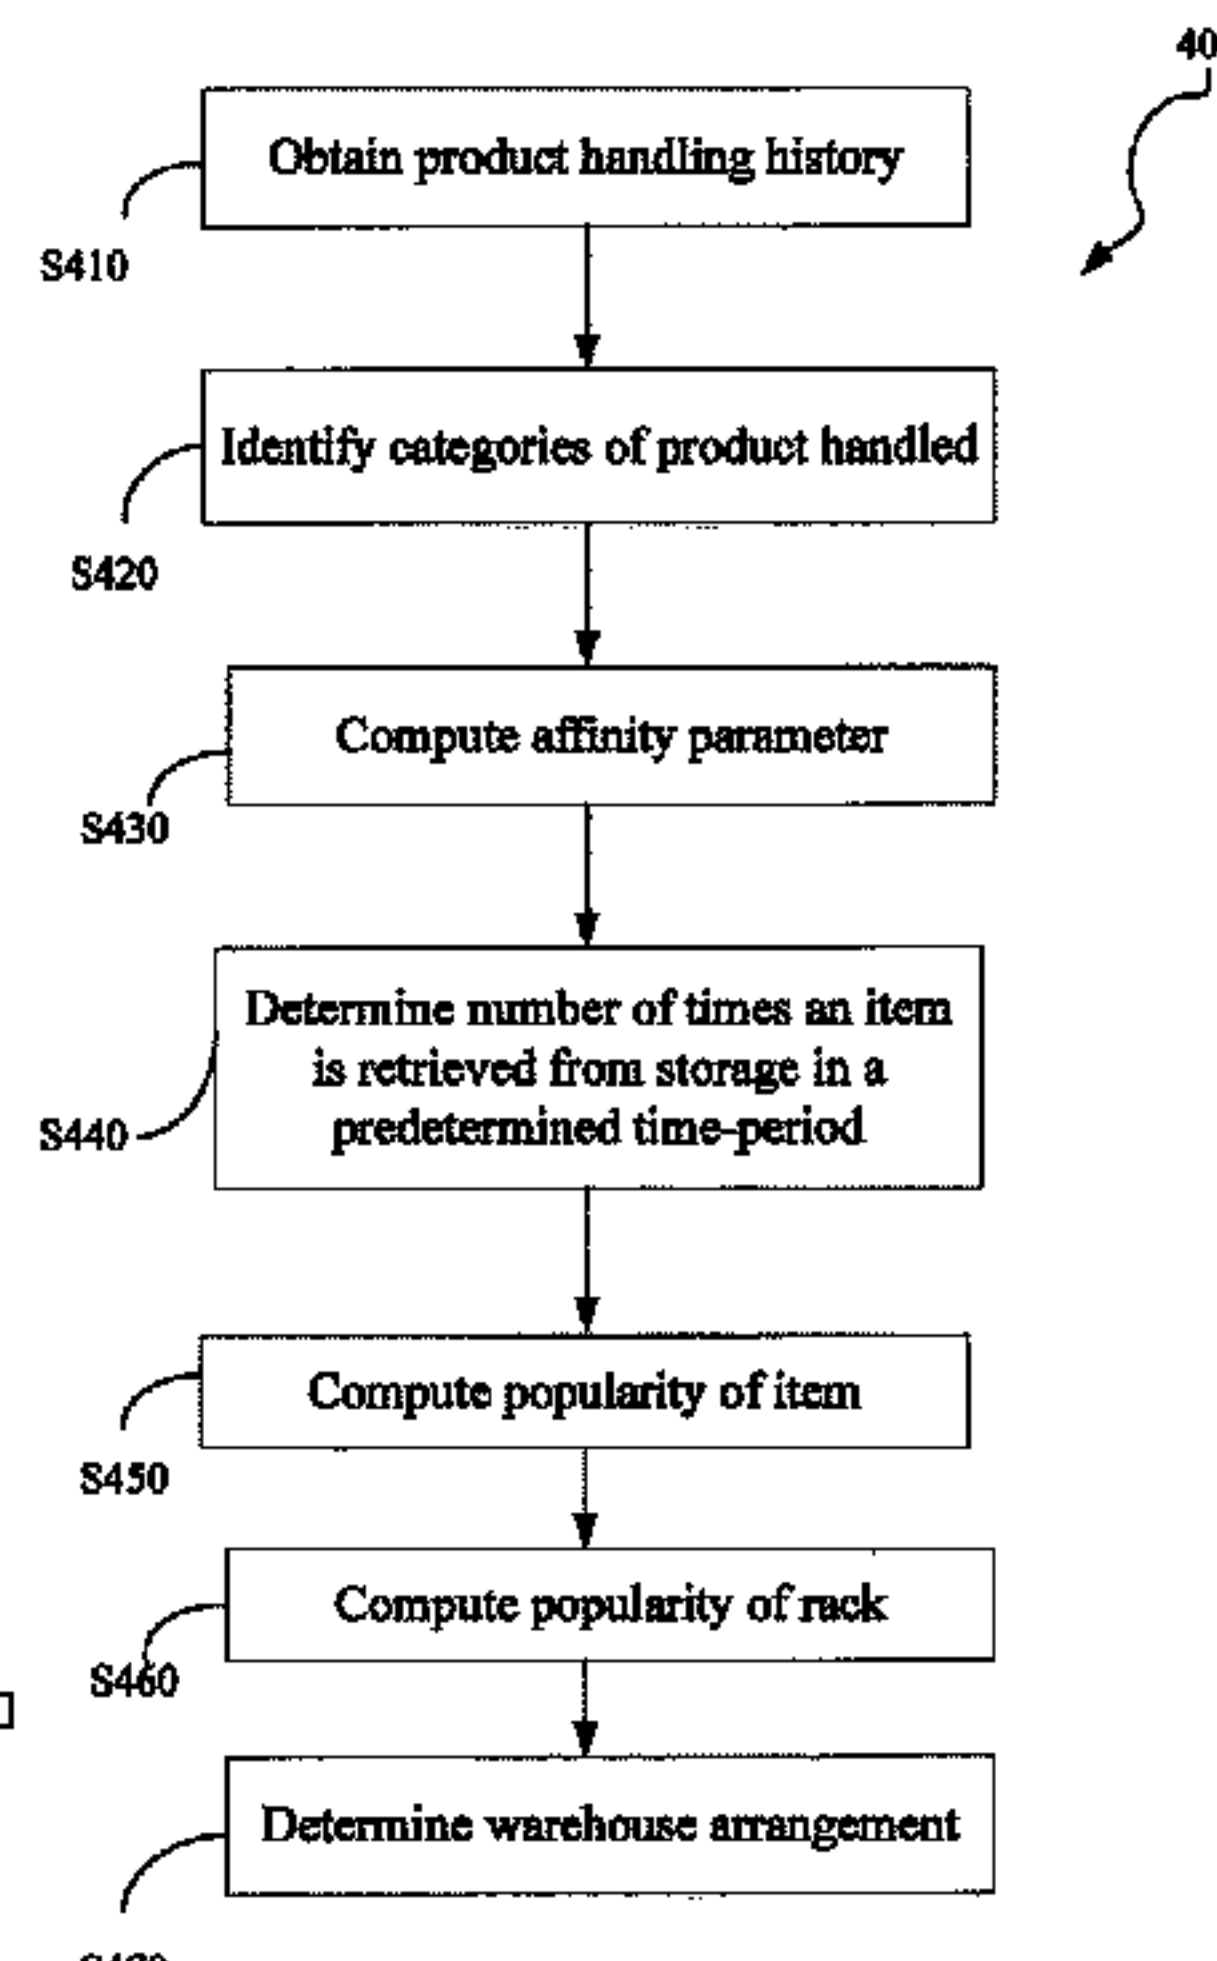 40
Obtain product handling history
S410
Identify categories of product handled
S420
Compute affinity parameter
S430
Determine number of times an item
is retrieved from storage in a
predetermined time-period
S440
Compute popularity of item
S450
Compute popularity of rack
S460
Determine warehouse arrangement